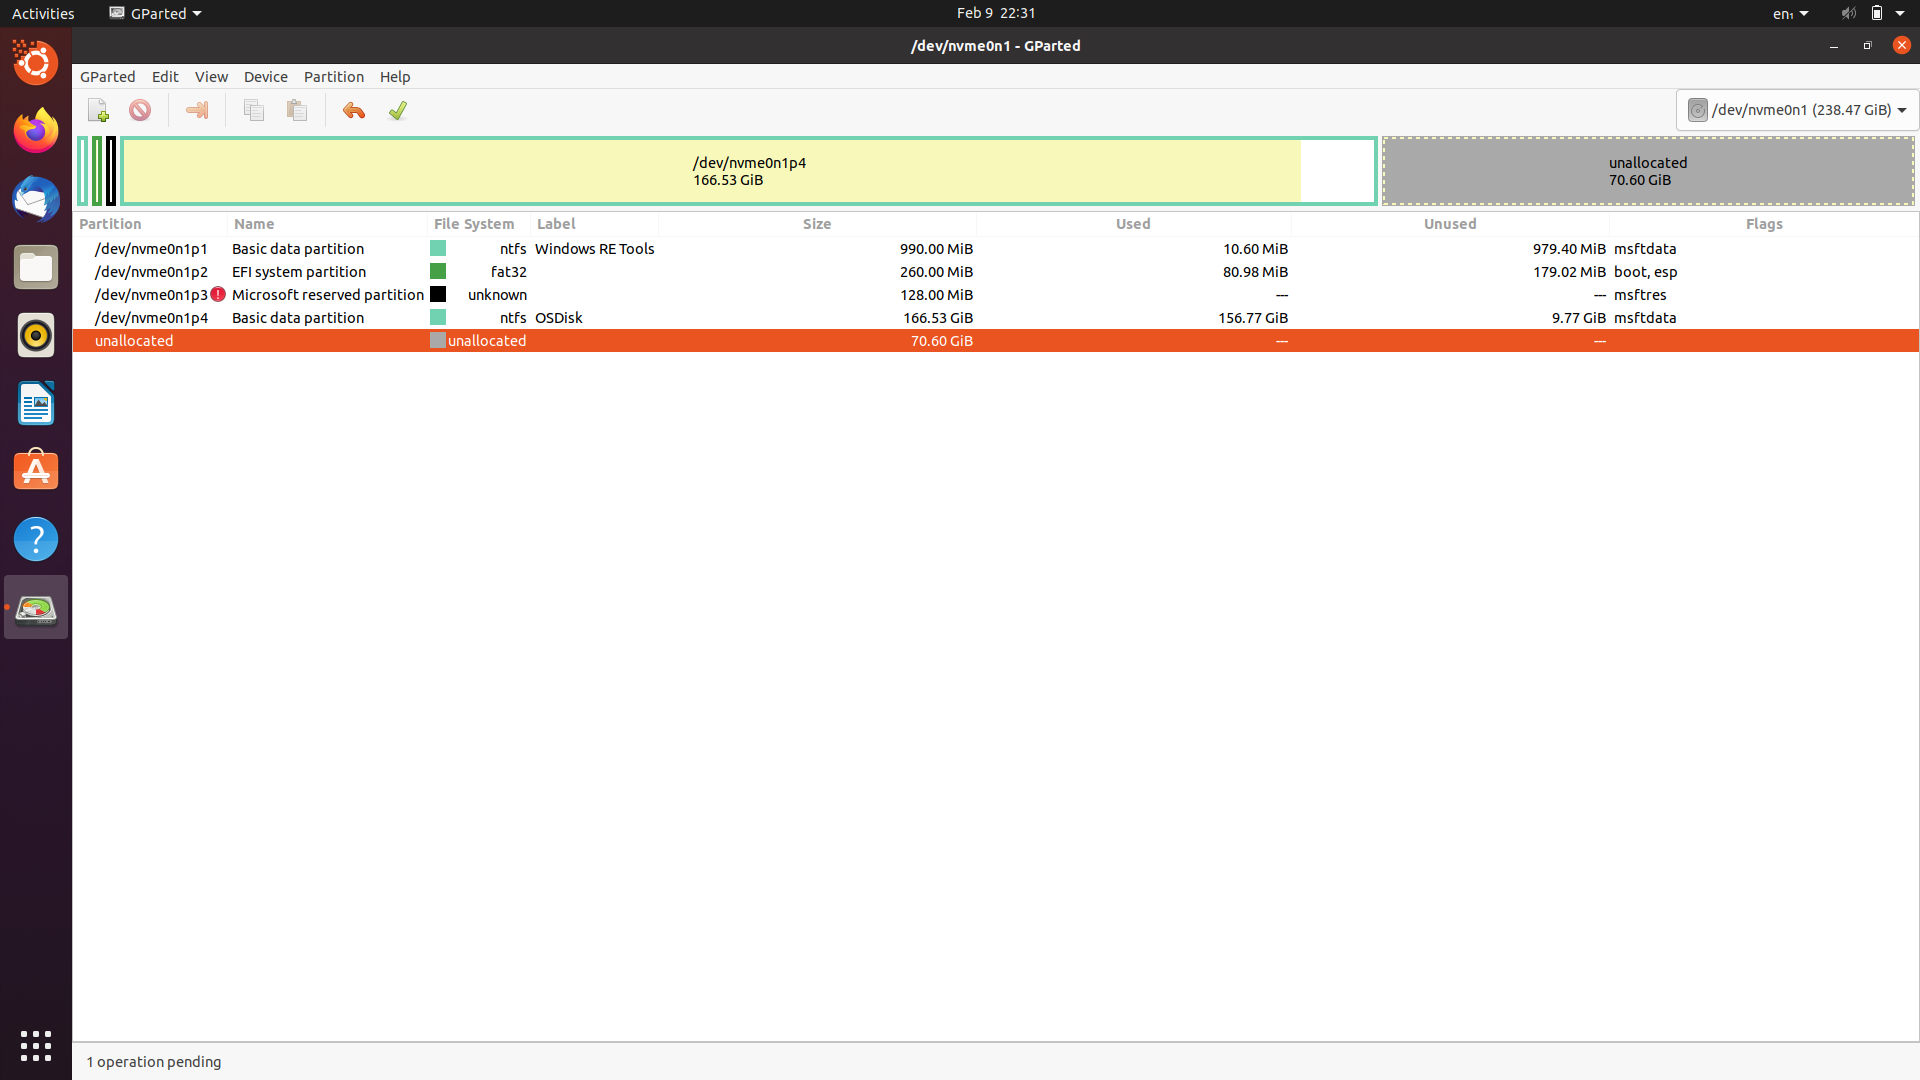 Activities GParted Feb 9 22:31 en₁
/dev/nvme0n1 - GParted
GParted Edit View Device Partition Help
/dev/nvme0n1 (238.47 GiB)
/dev/nvme0n1p4
166.53 GiB
unallocated
70.60 GiB
Partition Name File System Label Size Used Unused Flags
/dev/nvme0n1p1 Basic data partition ntfs Windows RE Tools 990.00 MiB 10.60 MiB 979.40 MiB msftdata
/dev/nvme0n1p2 EFI system partition fat32 260.00 MiB 80.98 MiB 179.02 MiB boot, esp
/dev/nvme0n1p3 Microsoft reserved partition unknown 128.00 MiB --- --- msftres
/dev/nvme0n1p4 Basic data partition ntfs OSDisk 166.53 GiB 156.77 GiB 9.77 GiB msftdata
unallocated unallocated 70.60 GiB --- ---
1 operation pending